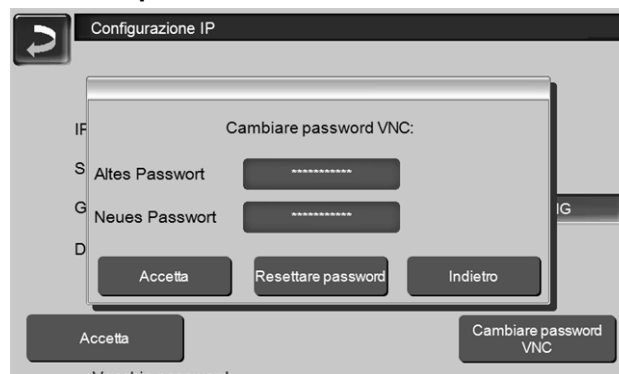 Configurazione IP
Cambiare password VNC:
IP
S
Altes Passwort ***********
G
IG
Neues Passwort ***********
D
Accetta Resettare password Indietro
Accetta
Cambiare password
VNC